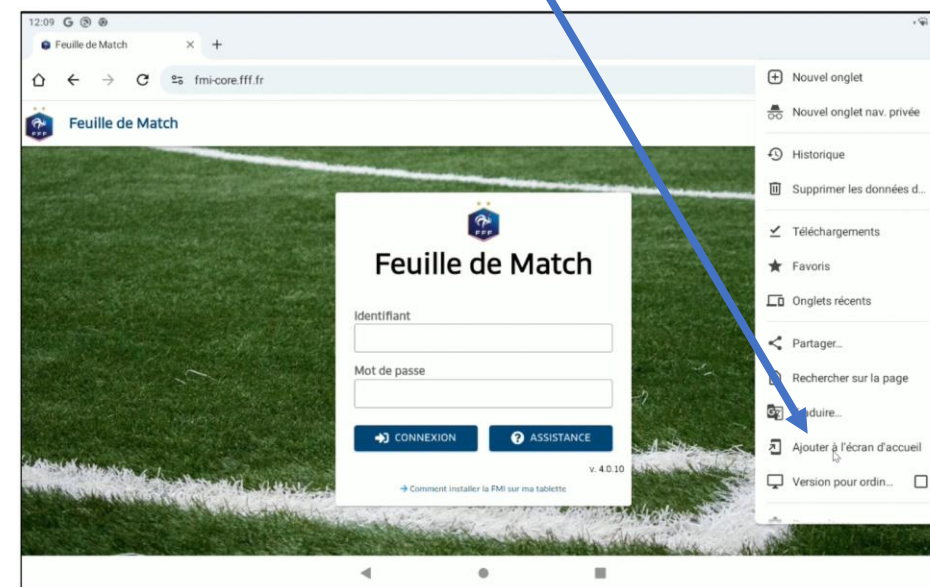 12:09 G
Feuille de Match × +
fmi-core.fff.fr
Feuille de Match
FFF
Feuille de Match
Identifiant
Mot de passe
CONNEXION
ASSISTANCE
v. 4.0.10
→ Comment installer la FMI sur ma tablette
Nouvel onglet
Nouvel onglet nav. privée
Historique
Supprimer les données d...
Téléchargements
Favoris
Onglets récents
Partager...
Rechercher sur la page
Ajouter à l'écran d'accueil
Version pour ordin...